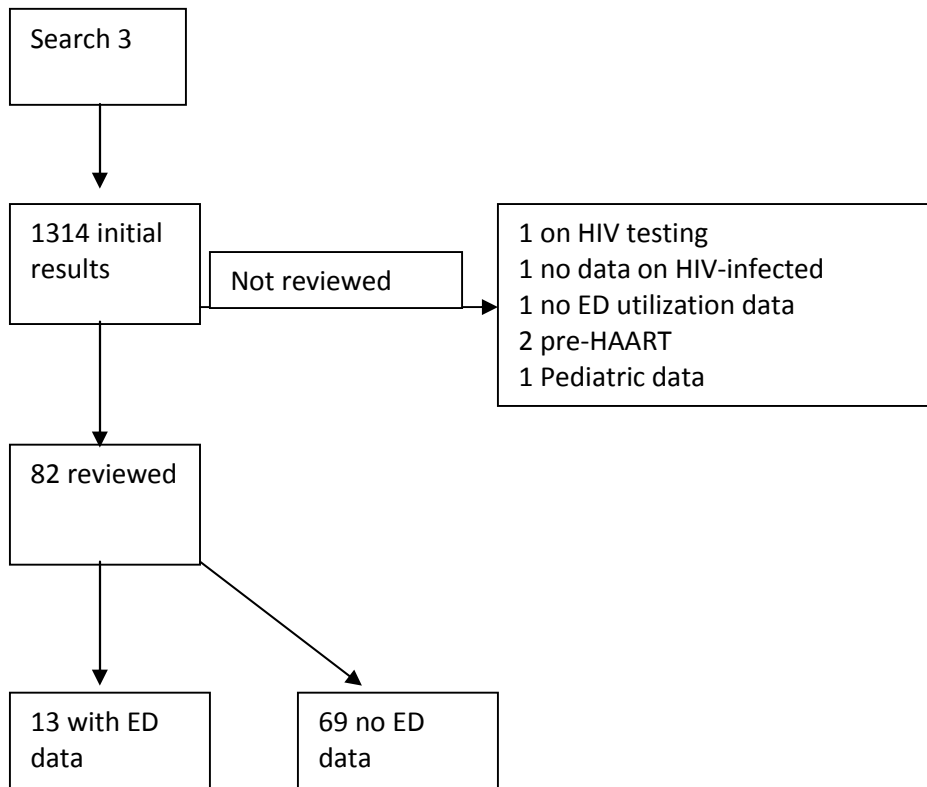 Search 3
1314 initial
results
Not reviewed
1 on HIV testing
1 no data on HIV-infected
1 no ED utilization data
2 pre-HAART
1 Pediatric data
82 reviewed
13 with ED
data
69 no ED
data